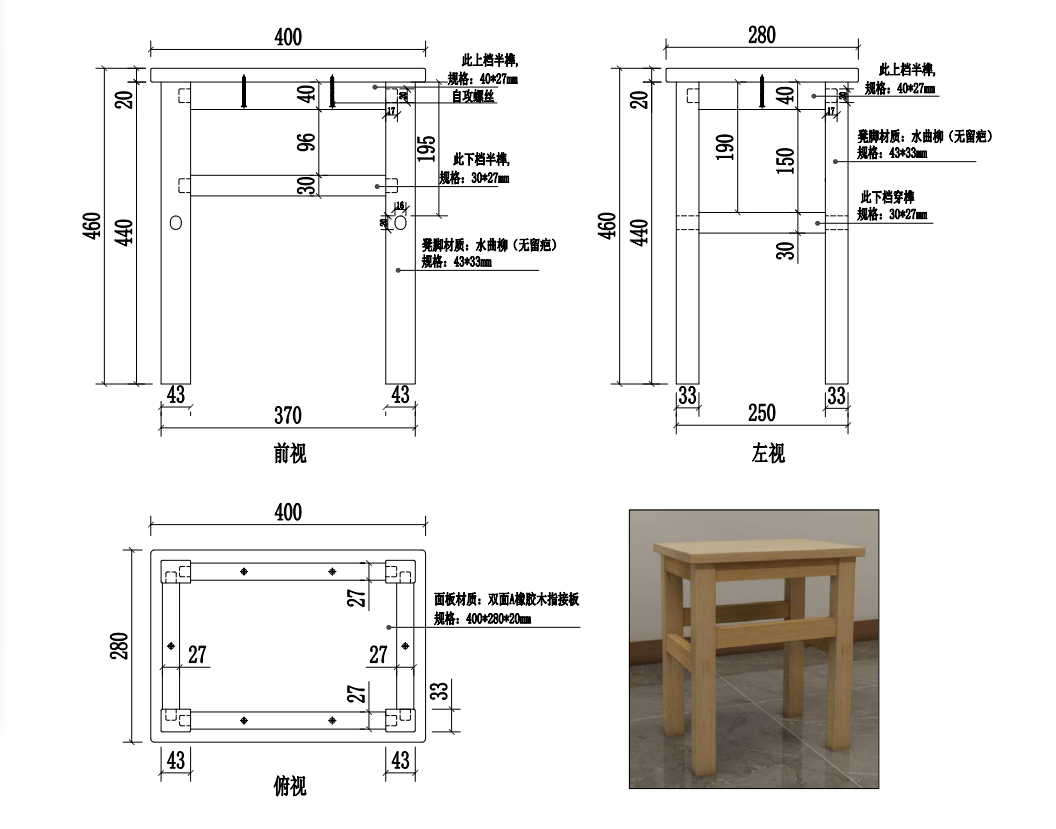 400
280
此上档半榫,
规格: 40*27mm
自攻螺丝
20
40
20
17
96
195
此下档半榫,
规格: 30*27mm
30
16
20
460
440
凳脚材质: 水曲柳 (无留疤)
规格: 43*33mm
43
43
370
前视
此上档半榫,
规格: 40*27mm
20
40
20
17
凳脚材质: 水曲柳 (无留疤)
规格: 43*33mm
190
150
此下档穿榫
规格: 30*27mm
460
440
30
33
33
250
左视
400
27
面板材质: 双面A橡胶木指接板
规格: 400*280*20mm
280
27
27
27
33
43
43
俯视